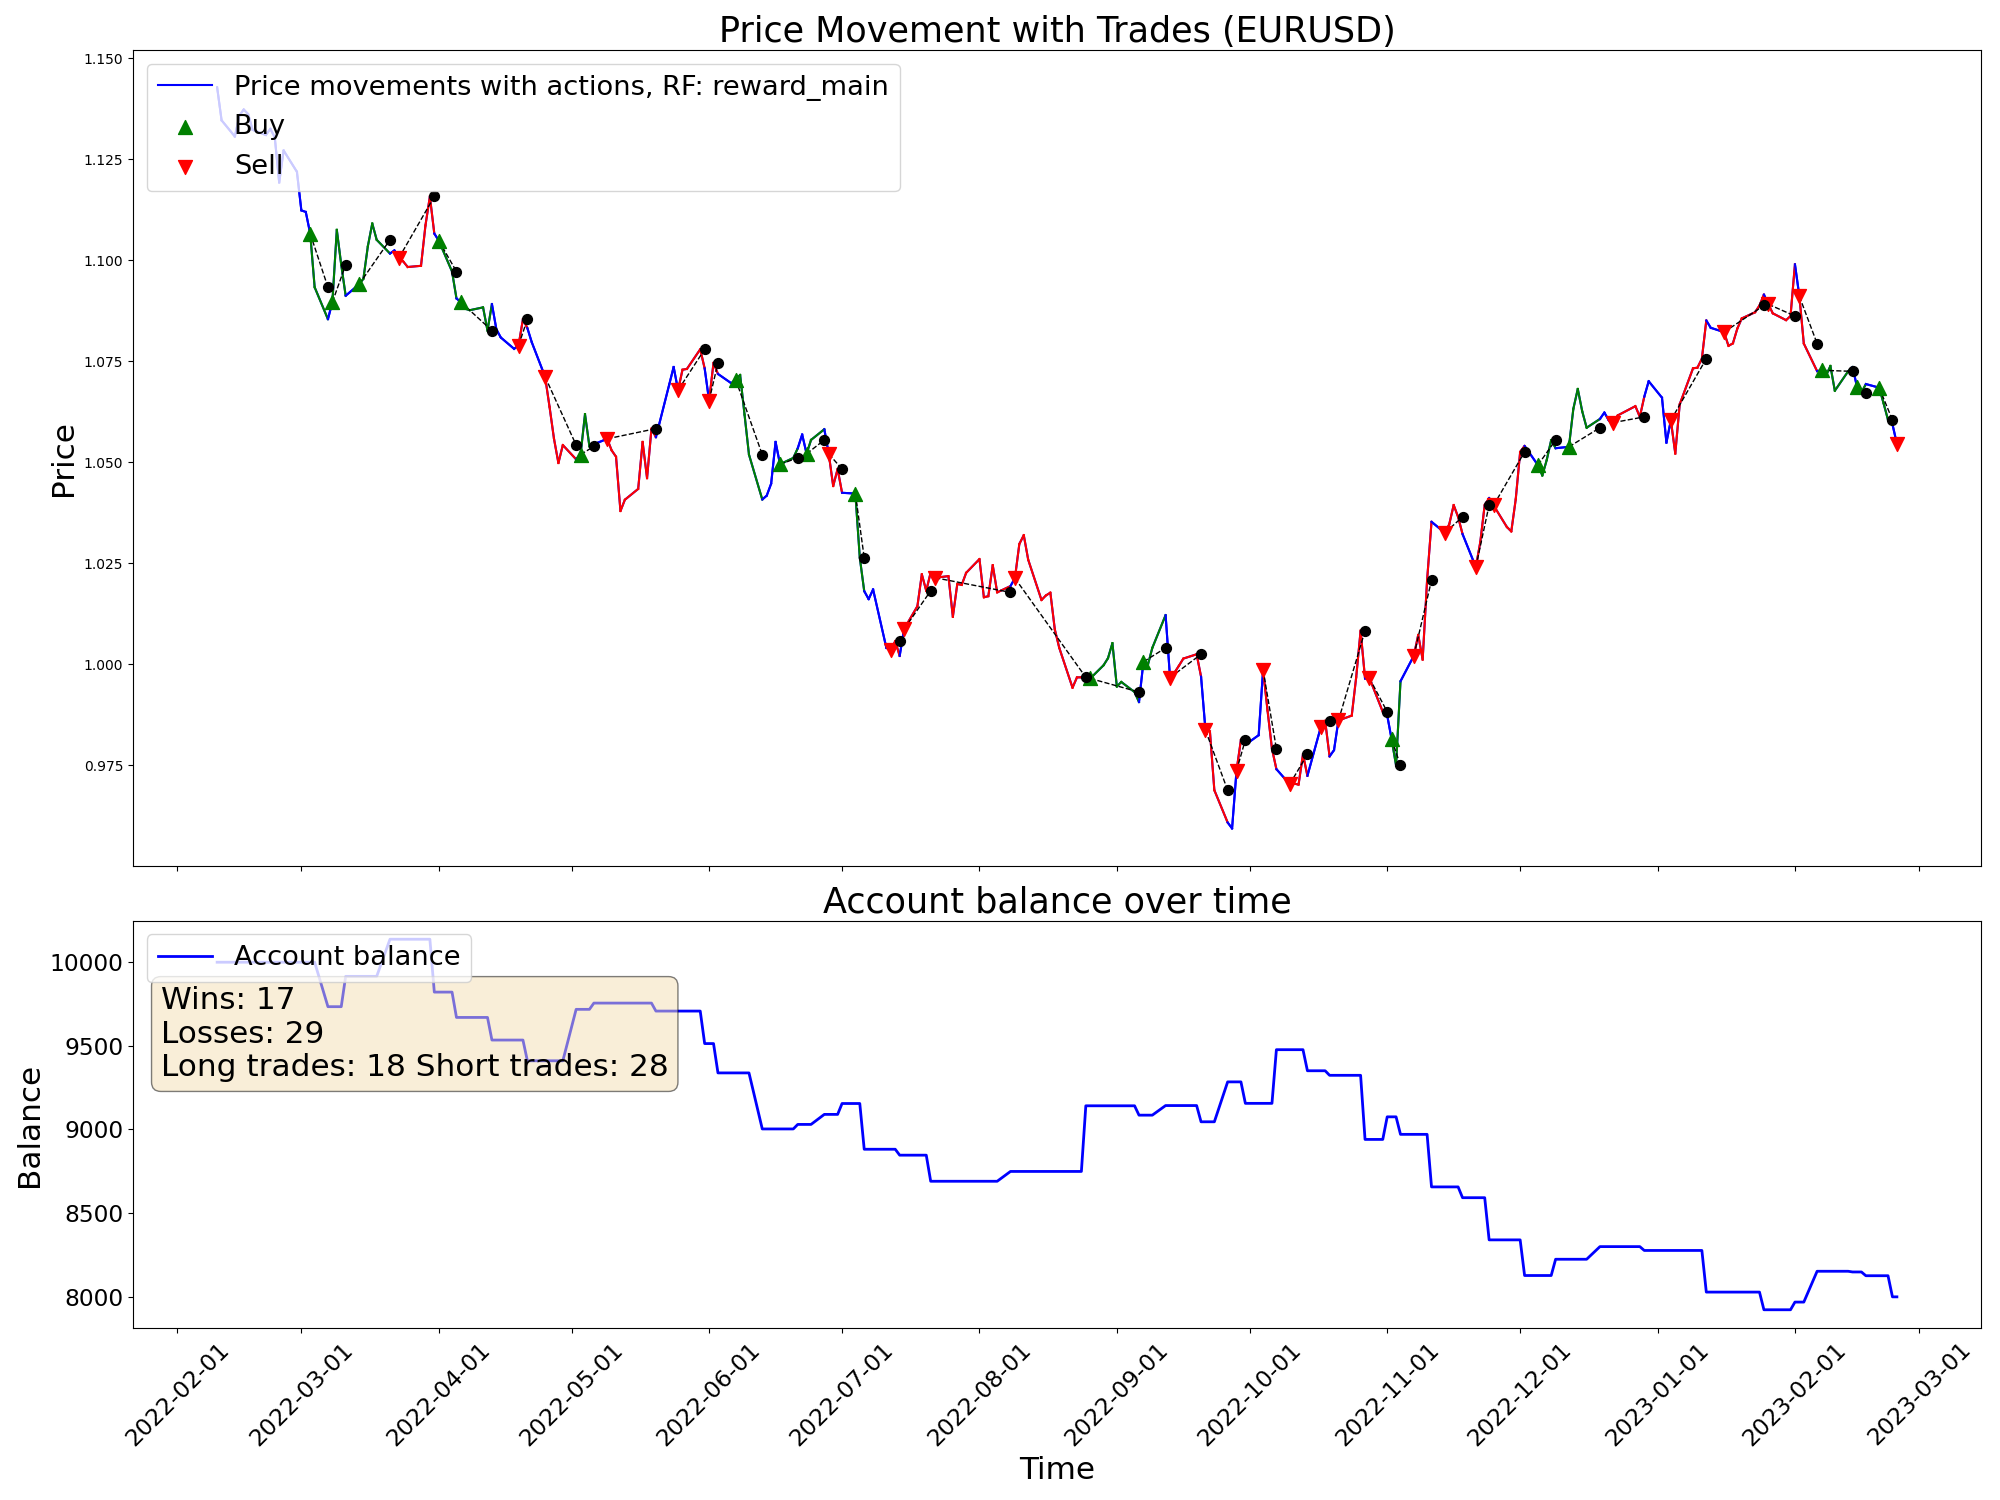 Price Movement with Trades (EURUSD)
1.150
1.125
1.100
1.075
1.050
1.025
1.000
0.975
Price
Price movements with actions, RF: reward_main
Buy
Sell
Account balance over time
10000
9500
9000
8500
8000
Balance
Account balance
Wins: 17
Losses: 29
Long trades: 18 Short trades: 28
2022-02-01
2022-03-01
2022-04-01
2022-05-01
2022-06-01
2022-07-01
2022-08-01
2022-09-01
2022-10-01
2022-11-01
2022-12-01
2023-01-01
2023-02-01
2023-03-01
Time